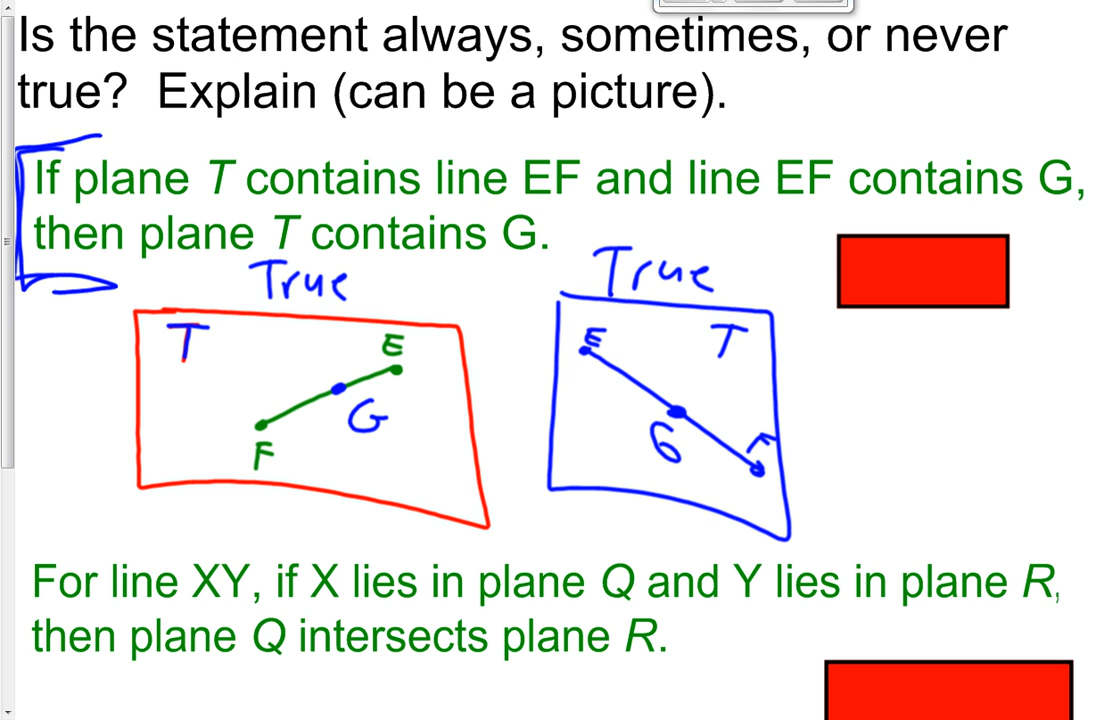 Is the statement always, sometimes, or never
true? Explain (can be a picture).
If plane T contains line EF and line EF contains G,
then plane T contains G.
True
True
T
E
G
F
E
T
G
F
For line XY, if X lies in plane Q and Y lies in plane R,
then plane Q intersects plane R.